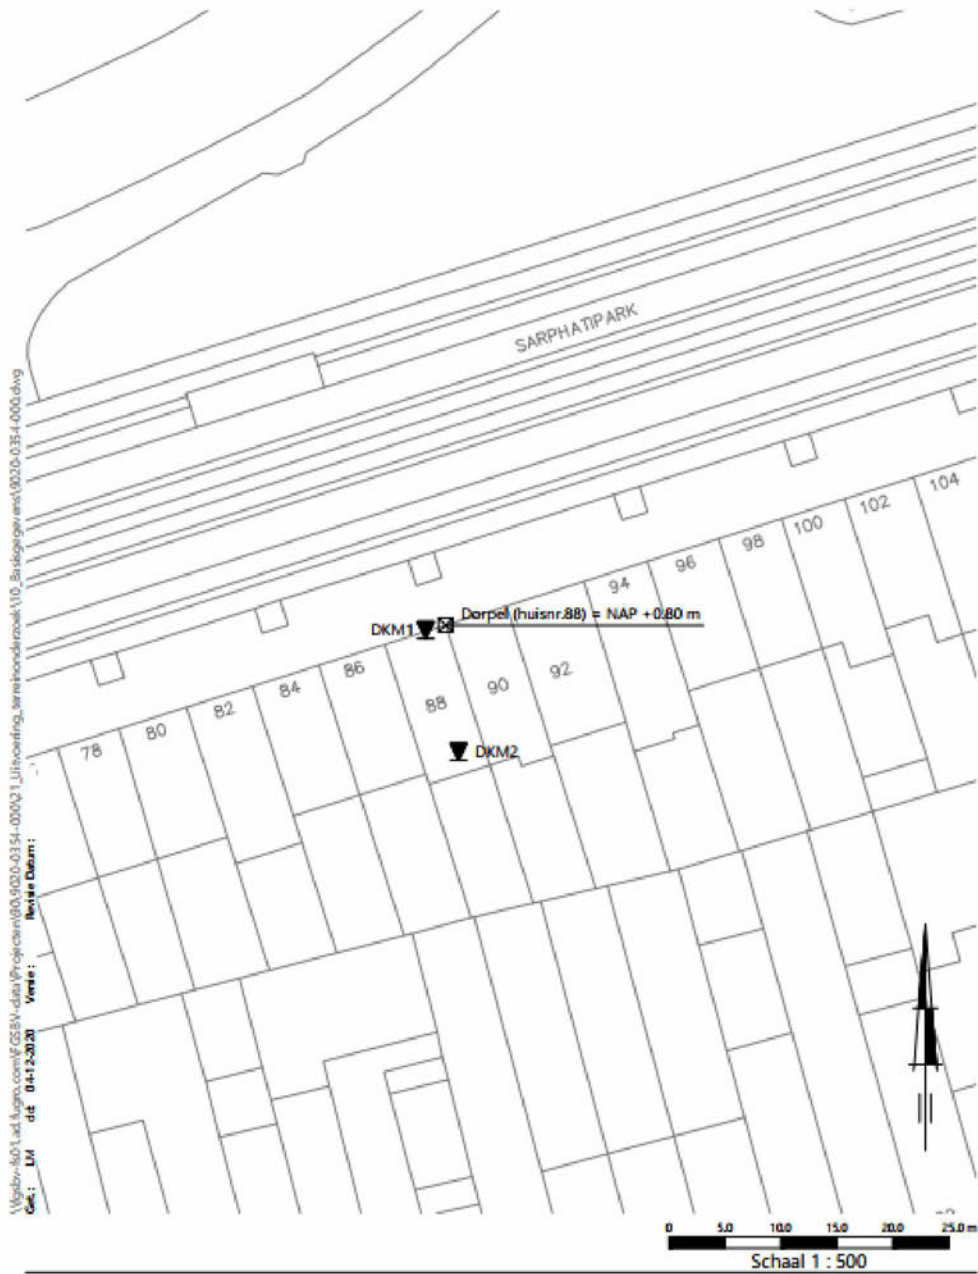 SARPHATIPARK
104
102
100
98
96
94
Dorpel (huisnr.88) = NAP +0.80 m
DKM1
92
90
88
86
84
82
80
78
DKM2
Get.: LM d.d. 04-12-2020 Versie: Revisie Datum:
0 5.0 10.0 15.0 20.0 25.0 m
Schaal 1 : 500